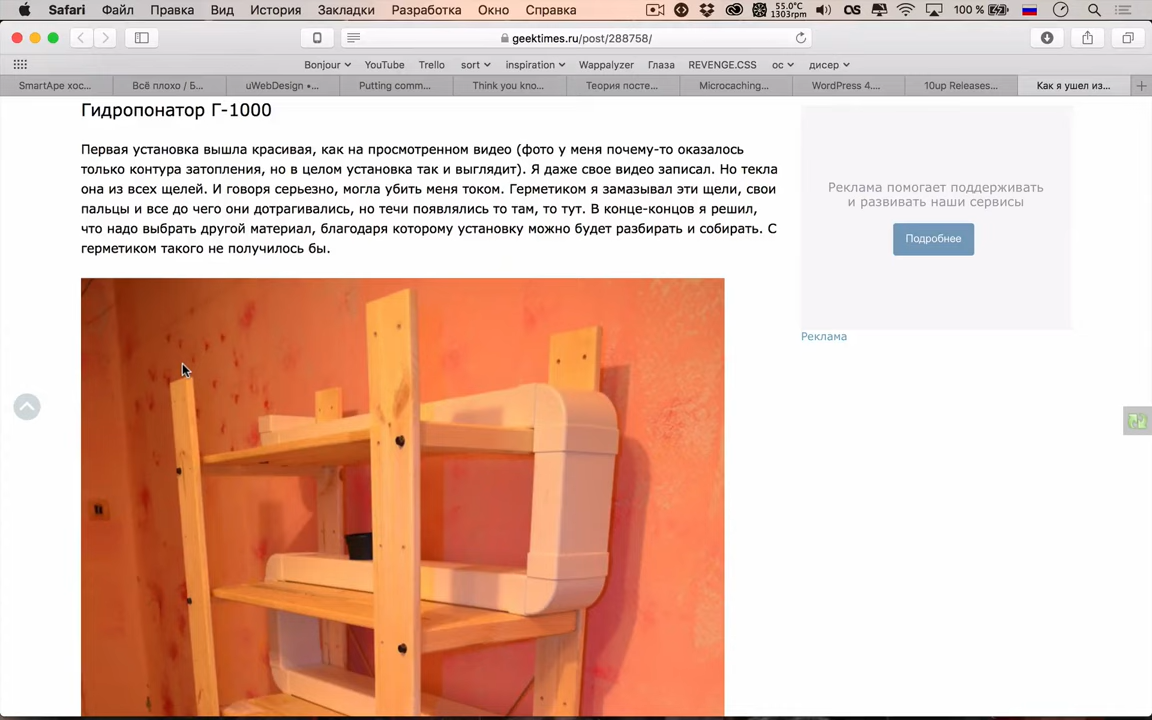 Safari Файл Правка Вид История Закладки Разработка Окно Справка 55.0°C 1303rpm 100 %
geektimes.ru/post/288758/
Bonjour YouTube Trello sort inspiration Wappalyzer Глаза REVENGE.CSS ос дисер
SmartApe хос... Всё плохо / Б... uWebDesign •... Putting comm... Think you kno... Теория посте... Microcaching... WordPress 4.... 10up Releases... Как я ушел из...
Гидропонатор Г-1000
Первая установка вышла красивая, как на просмотренном видео (фото у меня почему-то оказалось
только контура затопления, но в целом установка так и выглядит). Я даже свое видео записал. Но текла
она из всех щелей. И говоря серьезно, могла убить меня током. Герметиком я замазывал эти щели, свои
пальцы и все до чего они дотрагивались, но течи появлялись то там, то тут. В конце-концов я решил,
что надо выбрать другой материал, благодаря которому установку можно будет разбирать и собирать. С
герметиком такого не получилось бы.
Реклама помогает поддерживать
и развивать наши сервисы
Подробнее
Реклама